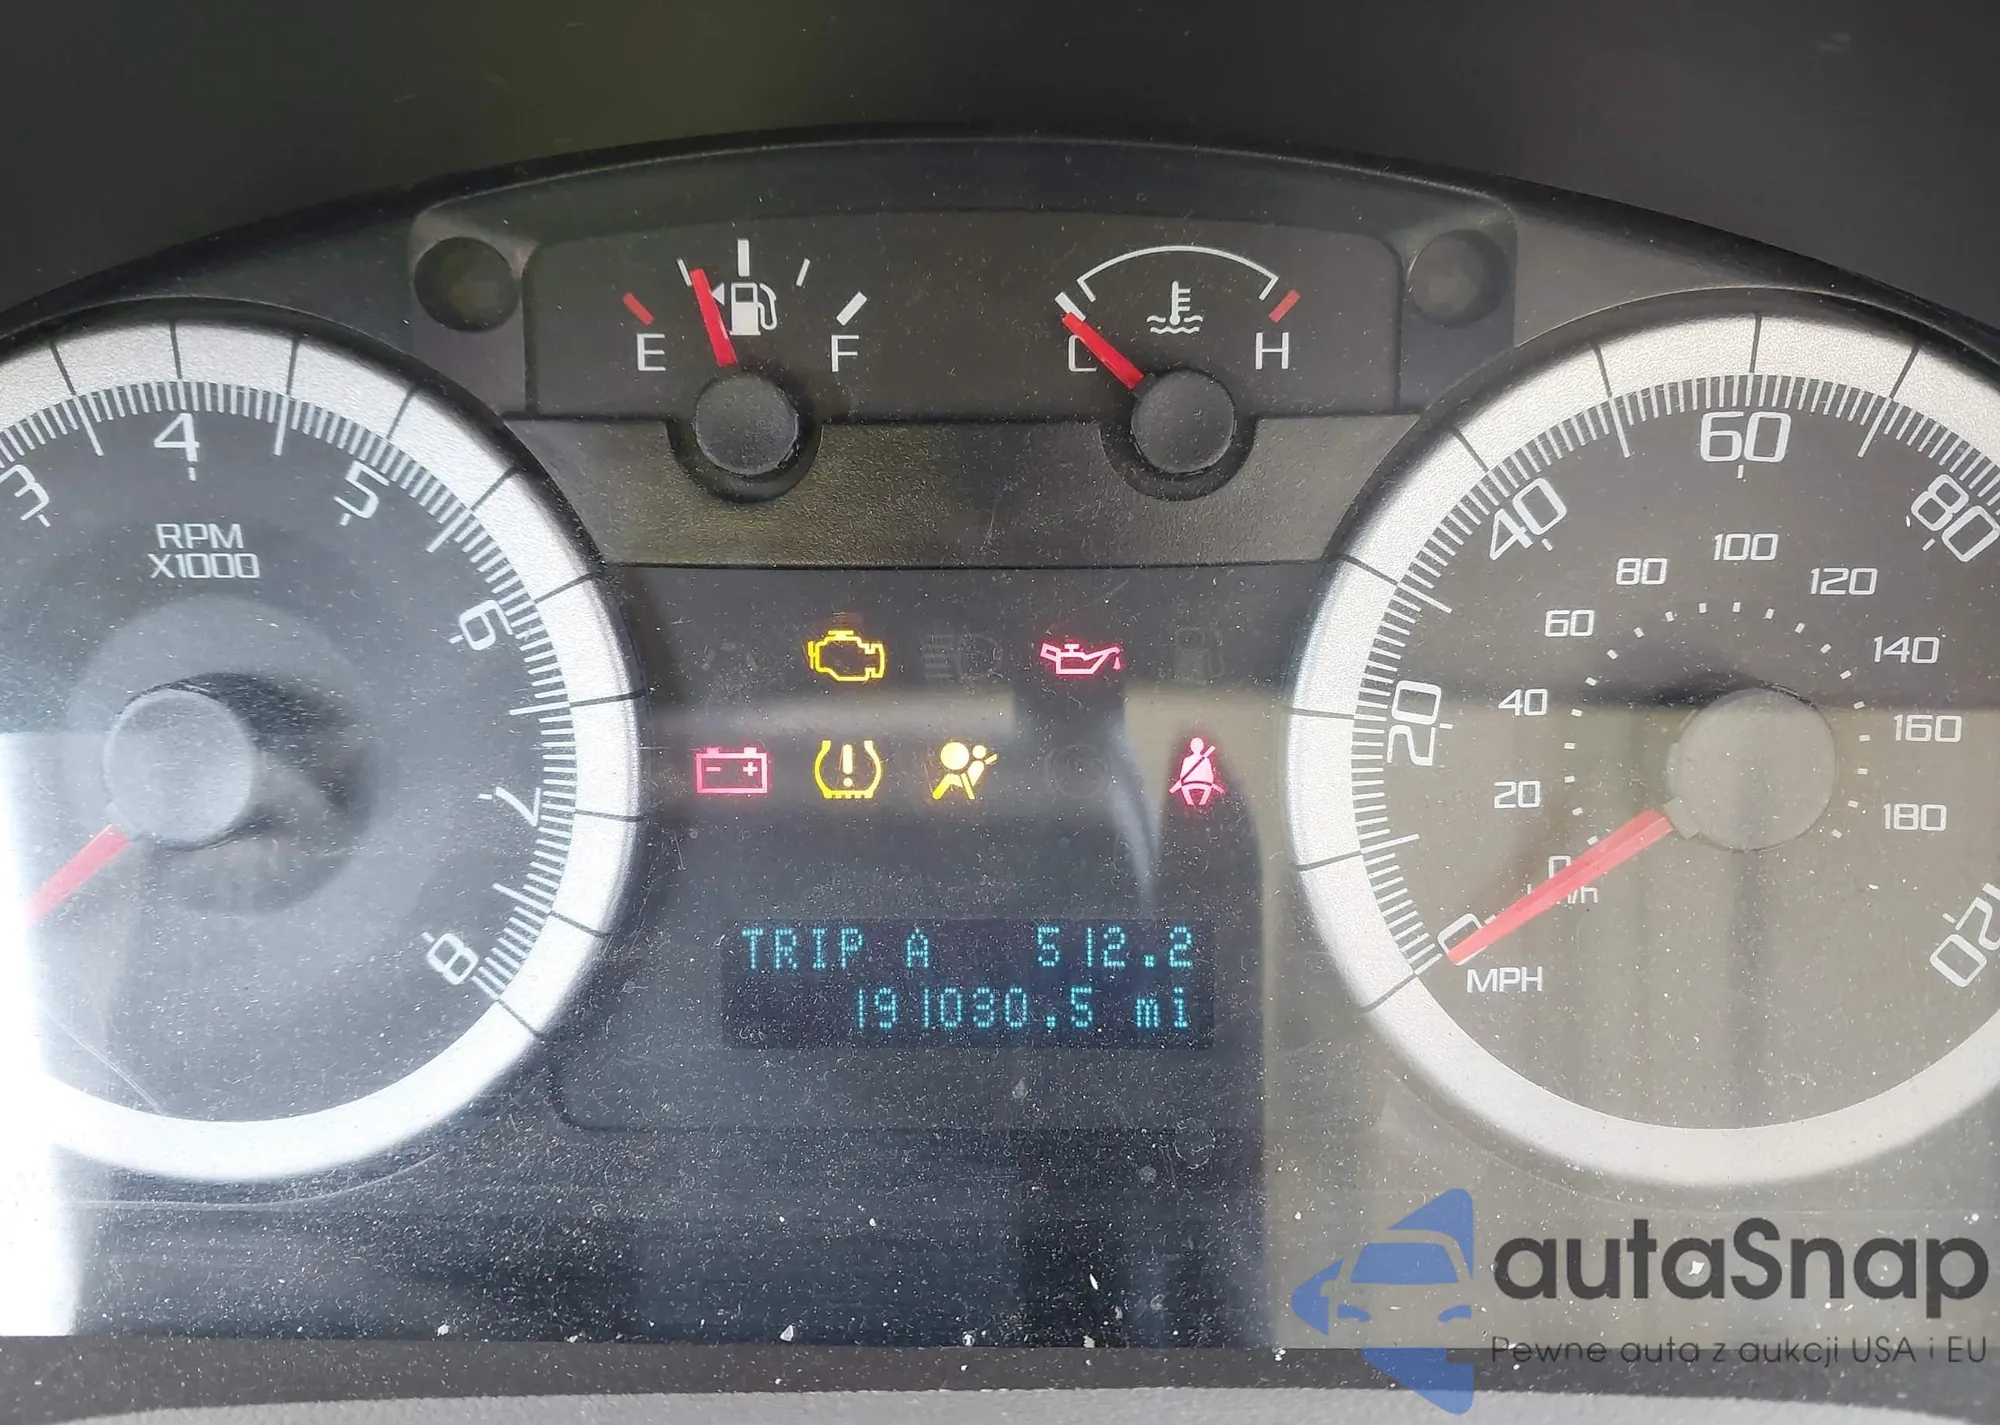 E F
C H
3 4 5 6 7 8
RPM
X1000
20 40 60 80 120
MPH
0 20 40 60 80 100 120 140 160 180
km/h
TRIP A 512.2
191030.5 mi
autaSnap
Pewne auta z aukcji USA i EU